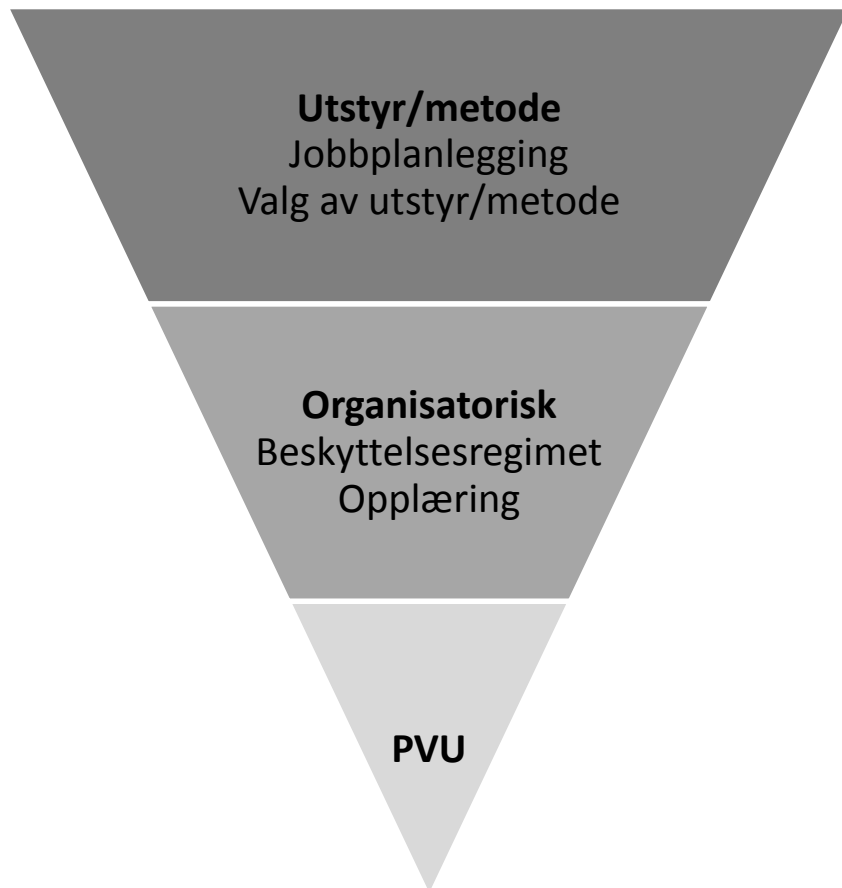 Utstyr/metode
Jobbplanlegging
Valg av utstyr/metode
Organisatorisk
Beskyttelsesregimet
Opplæring
PVU